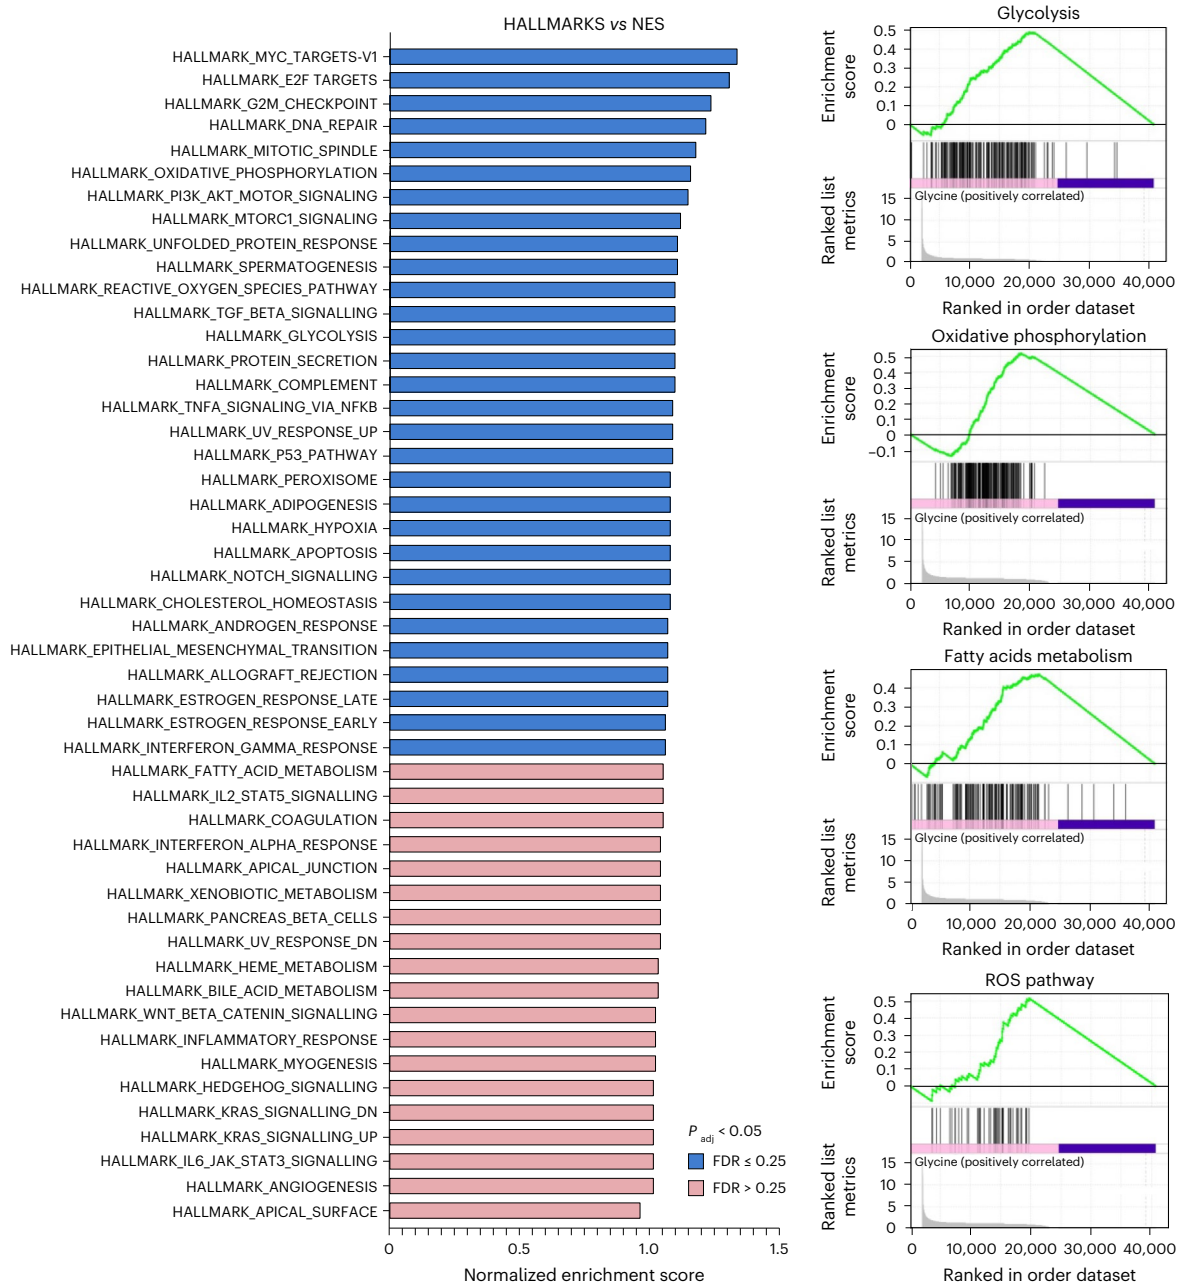 HALLMARKS vs NES
HALLMARK_MYC_TARGETS-V1
HALLMARK_E2F TARGETS
HALLMARK_G2M_CHECKPOINT
HALLMARK_DNA_REPAIR
HALLMARK_MITOTIC_SPINDLE
HALLMARK_OXIDATIVE_PHOSPHORYLATION
HALLMARK_PI3K_AKT_MOTOR_SIGNALING
HALLMARK_MTORC1_SIGNALING
HALLMARK_UNFOLDED_PROTEIN_RESPONSE
HALLMARK_SPERMATOGENESIS
HALLMARK_REACTIVE_OXYGEN_SPECIES_PATHWAY
HALLMARK_TGF_BETA_SIGNALLING
HALLMARK_GLYCOLYSIS
HALLMARK_PROTEIN_SECRETION
HALLMARK_COMPLEMENT
HALLMARK_TNFA_SIGNALING_VIA_NFKB
HALLMARK_UV_RESPONSE_UP
HALLMARK_P53_PATHWAY
HALLMARK_PEROXISOME
HALLMARK_ADIPOGENESIS
HALLMARK_HYPOXIA
HALLMARK_APOPTOSIS
HALLMARK_NOTCH_SIGNALLING
HALLMARK_CHOLESTEROL_HOMEOSTASIS
HALLMARK_ANDROGEN_RESPONSE
HALLMARK_EPITHELIAL_MESENCHYMAL_TRANSITION
HALLMARK_ALLOGRAFT_REJECTION
HALLMARK_ESTROGEN_RESPONSE_LATE
HALLMARK_ESTROGEN_RESPONSE_EARLY
HALLMARK_INTERFERON_GAMMA_RESPONSE
HALLMARK_FATTY_ACID_METABOLISM
HALLMARK_IL2_STAT5_SIGNALLING
HALLMARK_COAGULATION
HALLMARK_INTERFERON_ALPHA_RESPONSE
HALLMARK_APICAL_JUNCTION
HALLMARK_XENOBIOTIC_METABOLISM
HALLMARK_PANCREAS_BETA_CELLS
HALLMARK_UV_RESPONSE_DN
HALLMARK_HEME_METABOLISM
HALLMARK_BILE_ACID_METABOLISM
HALLMARK_WNT_BETA_CATENIN_SIGNALLING
HALLMARK_INFLAMMATORY_RESPONSE
HALLMARK_MYOGENESIS
HALLMARK_HEDGEHOG_SIGNALLING
HALLMARK_KRAS_SIGNALLING_DN
HALLMARK_KRAS_SIGNALLING_UP
HALLMARK_IL6_JAK_STAT3_SIGNALLING
HALLMARK_ANGIOGENESIS
HALLMARK_APICAL_SURFACE
P adj < 0.05
FDR ≤ 0.25
FDR > 0.25
0 0.5 1.0 1.5
Normalized enrichment score
Glycolysis
Enrichment
score
0.5
0.4
0.3
0.2
0.1
0
Glycine (positively correlated)
Ranked list
metrics
15
10
5
0
0 10,000 20,000 30,000 40,000
Ranked in order dataset
Oxidative phosphorylation
Enrichment
score
0.5
0.4
0.3
0.2
0.1
0
−0.1
Glycine (positively correlated)
Ranked list
metrics
15
10
5
0
0 10,000 20,000 30,000 40,000
Ranked in order dataset
Fatty acids metabolism
Enrichment
score
0.4
0.3
0.2
0.1
0
Glycine (positively correlated)
Ranked list
metrics
15
10
5
0
0 10,000 20,000 30,000 40,000
Ranked in order dataset
ROS pathway
Enrichment
score
0.5
0.4
0.3
0.2
0.1
0
Glycine (positively correlated)
Ranked list
metrics
15
10
5
0
0 10,000 20,000 30,000 40,000
Ranked in order dataset